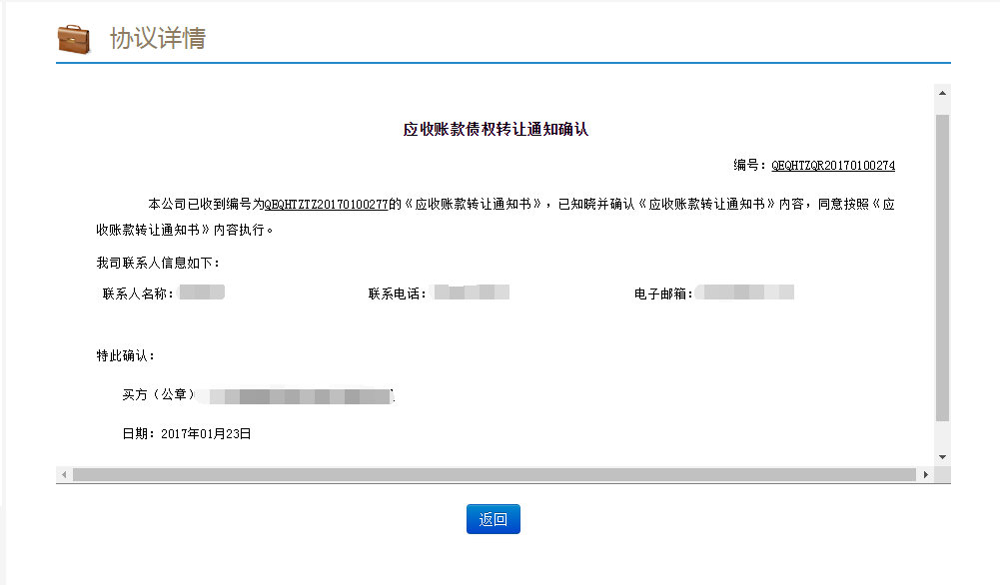 协议详情
应收账款债权转让通知确认
编号：QEQHTZQR20170100274
本公司已收到编号为QEQHTZTZ20170100277的《应收账款转让通知书》，已知晓并确认《应收账款转让通知书》内容，同意按照《应
收账款转让通知书》内容执行。
我司联系人信息如下：
联系人名称： 联系电话： 电子邮箱：
特此确认：
买方（公章）
日期：2017年01月23日
返回